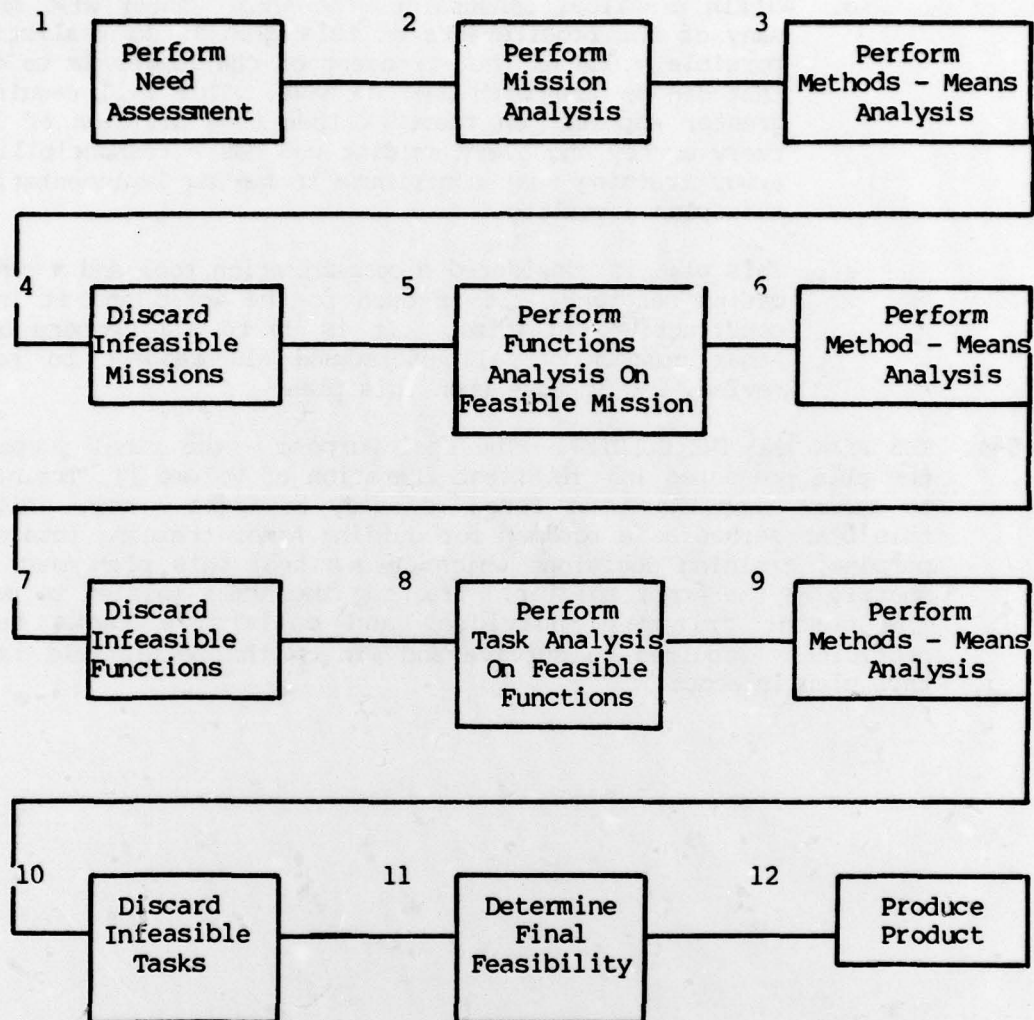 1
Perform
Need
Assessment
2
Perform
Mission
Analysis
3
Perform
Methods - Means
Analysis
4
Discard
Infeasible
Missions
5
Perform
Functions
Analysis On
Feasible Mission
6
Perform
Method - Means
Analysis
7
Discard
Infeasible
Functions
8
Perform
Task Analysis
On Feasible
Functions
9
Perform
Methods - Means
Analysis
10
Discard
Infeasible
Tasks
11
Determine
Final
Feasibility
12
Produce
Product